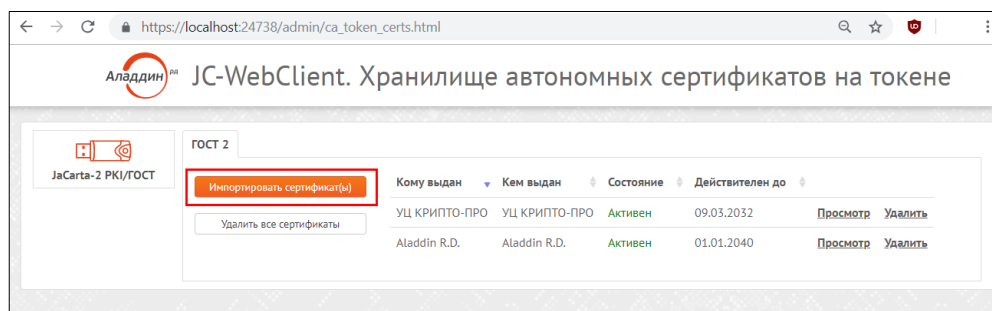 https://localhost:24738/admin/ca_token_certs.html
Аладдин РД JC-WebClient. Хранилище автономных сертификатов на токене
JaCarta-2 PKI/ГОСТ
ГОСТ 2
Импортировать сертификат(ы)
Удалить все сертификаты
Кому выдан Кем выдан Состояние Действителен до
УЦ КРИПТО-ПРО УЦ КРИПТО-ПРО Активен 09.03.2032 Просмотр Удалить
Aladdin R.D. Aladdin R.D. Активен 01.01.2040 Просмотр Удалить